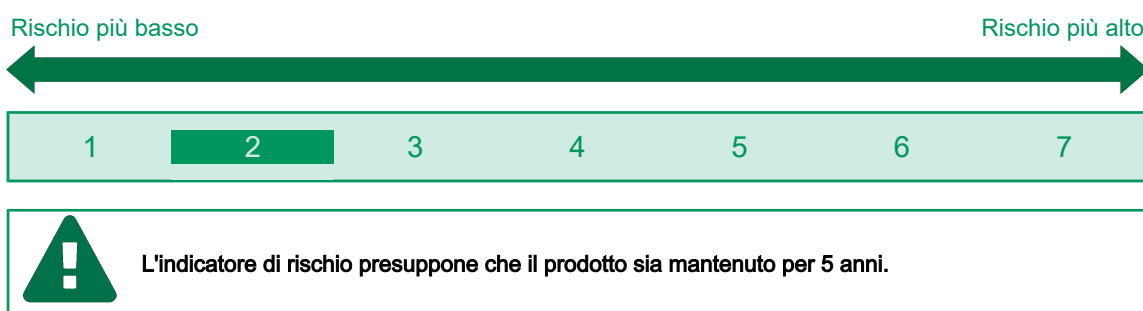 Rischio più basso Rischio più alto
1 2 3 4 5 6 7
L'indicatore di rischio presuppone che il prodotto sia mantenuto per 5 anni.